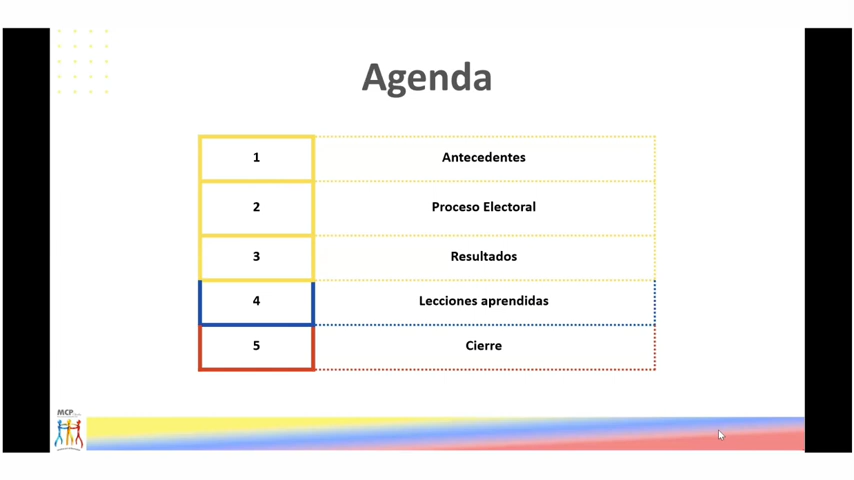 Agenda
1 Antecedentes
2 Proceso Electoral
3 Resultados
4 Lecciones aprendidas
5 Cierre
MCP